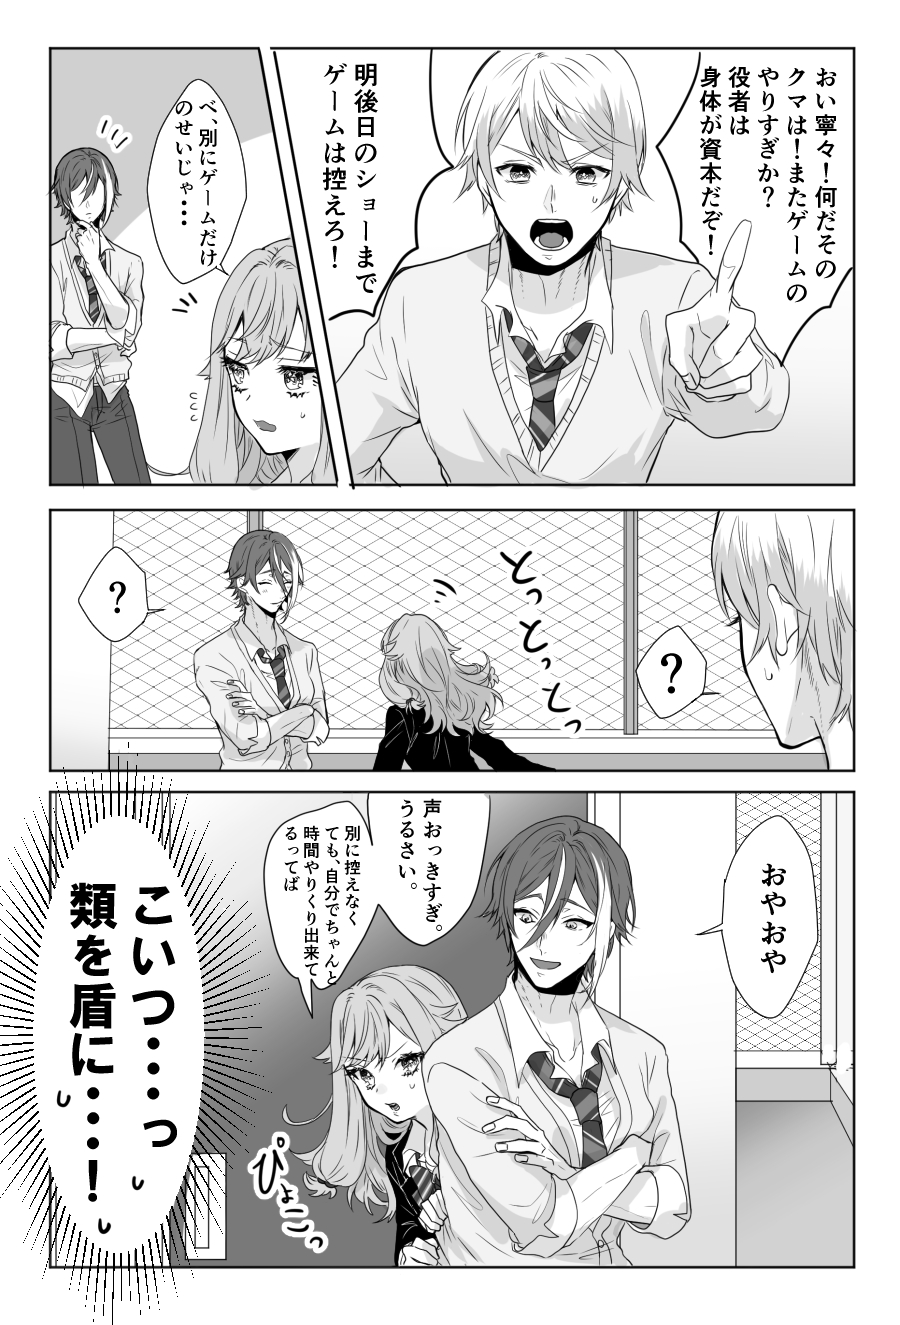 おい寧々！何だその
クマは！またゲームの
やりすぎか？
役者は
身体が資本だぞ！
明後日のショーまで
ゲームは控えろ！
べ、別にゲームだけ
のせいじゃ・・・
？
とっ
とっ
とっ
？
おやおや
声おっきすぎ。
うるさい。
別に控えなく
ても、自分でちゃんと
時間やりくり出来て
るってば
ぴょこっ
こいつ・・・っ
類を盾に・・・！